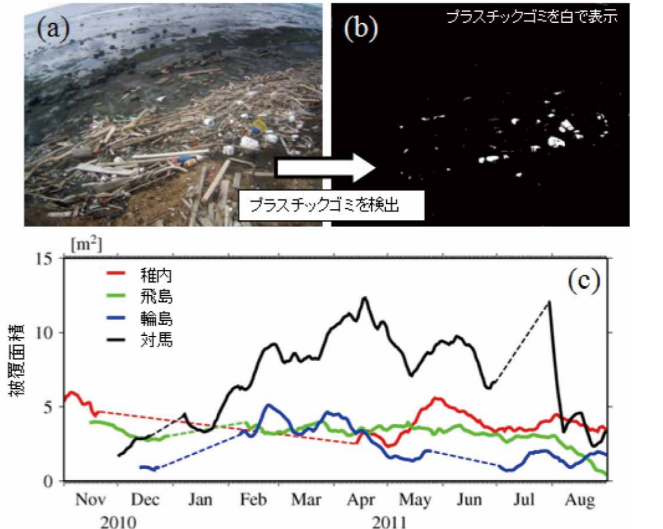 (a)
(b)
プラスチックゴミを白で表示
プラスチックゴミを検出
[m²]
(c)
15
10
5
0
被覆面積
稚内
飛島
輪島
対馬
Nov Dec Jan Feb Mar Apr May Jun Jul Aug
2010 2011